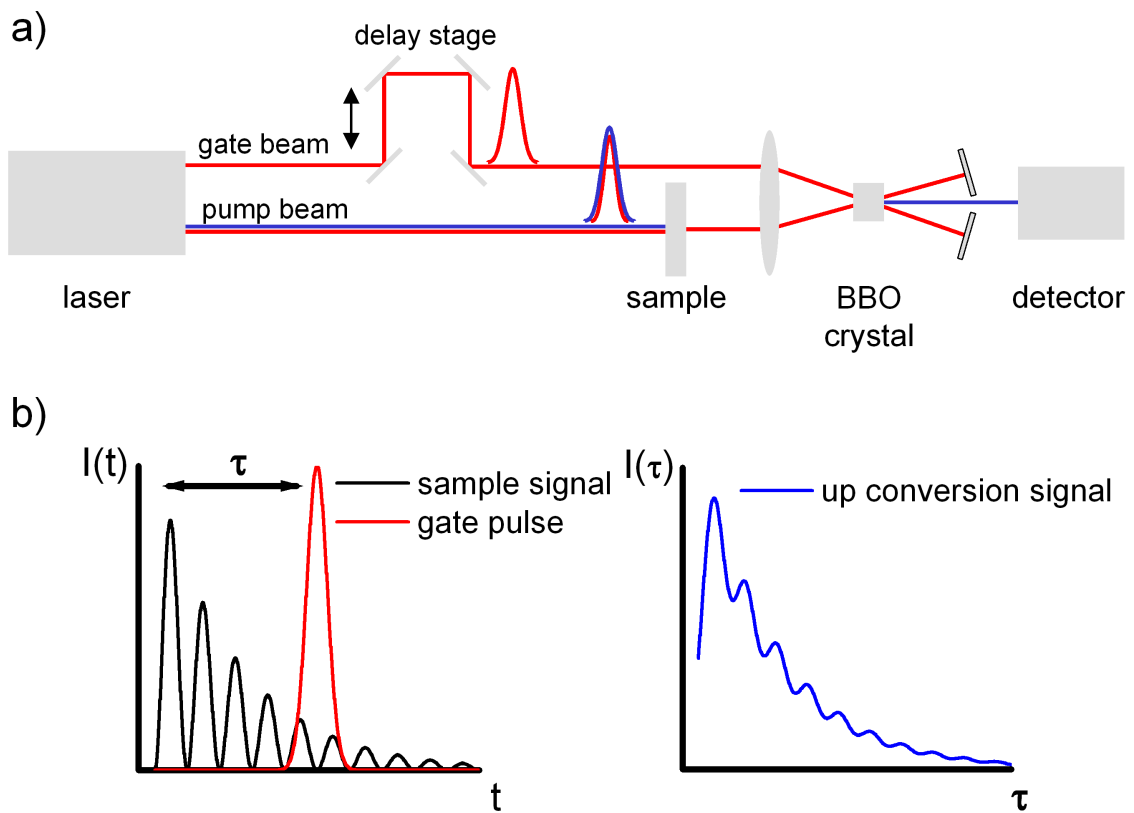 a)
delay stage
gate beam
pump beam
laser
sample
BBO
crystal
detector
b)
I(t)
τ
sample signal
gate pulse
t
I(τ)
up conversion signal
τ